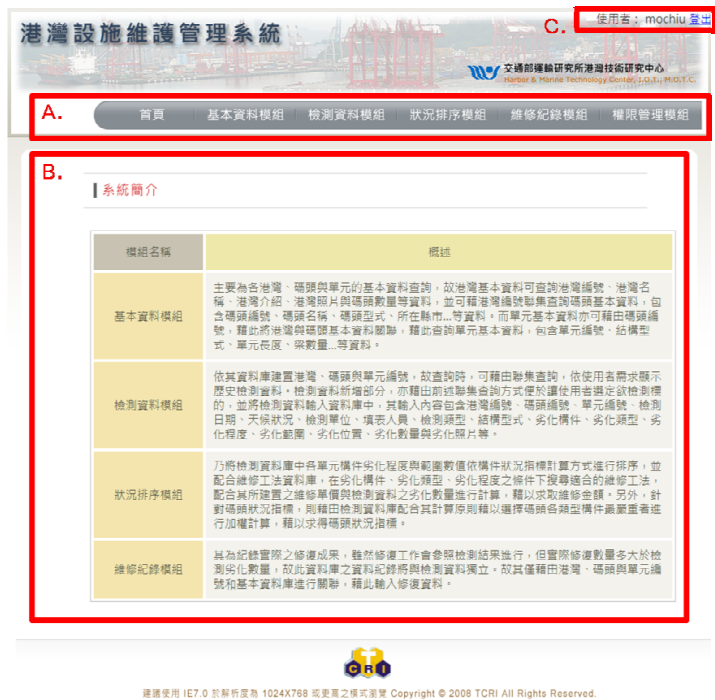 C. 使用者： mochiu 登出
港灣設施維護管理系統
交通部運輸研究所港灣技術研究中心
Harbor & Marine Technology Center, I.O.T., M.O.T.C.
A. 首頁 基本資料模組 檢測資料模組 狀況排序模組 維修紀錄模組 權限管理模組
B.
系統簡介
模組名稱 概述
基本資料模組
主要為各港灣、碼頭與單元的基本資料查詢，故港灣基本資料可查詢港灣編號、港灣名
稱、港灣介紹、港灣照片與碼頭數量等資料，並可藉港灣編號聯集查詢碼頭基本資料，包
含碼頭編號、碼頭名稱、碼頭型式、所在縣市…等資料。而單元基本資料亦可藉由碼頭編
號，藉此將港灣與碼頭基本資料關聯，藉此查詢單元基本資料，包含單元編號、結構型
式、單元長度、梁數量…等資料。
檢測資料模組
依其資料庫建置港灣、碼頭與單元編號，故查詢時，可藉由聯集查詢，依使用者需求顯示
歷史檢測資料。檢測資料新增部分，亦藉由前述聯集查詢方式便於讓使用者選定欲檢測標
的，並將檢測資料輸入資料庫中，其輸入內容包含港灣編號、碼頭編號、單元編號、檢測
日期、天候狀況、檢測單位、填表人員、檢測類型、結構型式、劣化構件、劣化類型、劣
化程度、劣化範圍、劣化位置、劣化數量與劣化照片等。
狀況排序模組
乃將檢測資料庫中各單元構件劣化程度與範圍數值依構件狀況指標計算方式進行排序，並
配合維修工法資料庫，在劣化構件、劣化類型、劣化程度之條件下搜尋適合的維修工法，
配合其所建置之維修單價與檢測資料之劣化數量進行計算，藉以求取維修金額。另外，針
對碼頭狀況指標，則藉由檢測資料庫配合其計算原則藉以選擇碼頭各類型構件最嚴重者進
行加權計算，藉以求得碼頭狀況指標。
維修紀錄模組
其為紀錄實際之修復成果，雖然修復工作會參照檢測結果進行，但實際修復數量多大於檢
測劣化數量，故此資料庫之資料紀錄將與檢測資料獨立。故其僅藉由港灣、碼頭與單元編
號和基本資料庫進行關聯，藉此輸入修復資料。
CRI
建議使用 IE7.0 於解析度為 1024X768 或更高之模式瀏覽 Copyright © 2008 TCRI All Rights Reserved.